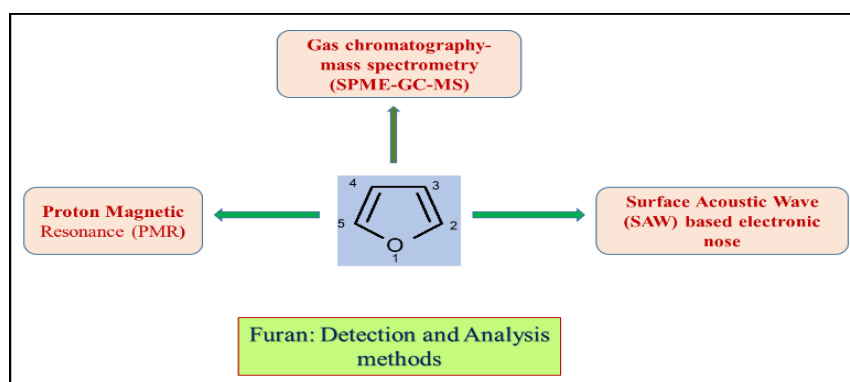 Gas chromatography-
mass spectrometry
(SPME-GC-MS)
4
3
Proton Magnetic
Resonance (PMR)
5
2
O
1
Surface Acoustic Wave
(SAW) based electronic
nose
Furan: Detection and Analysis
methods